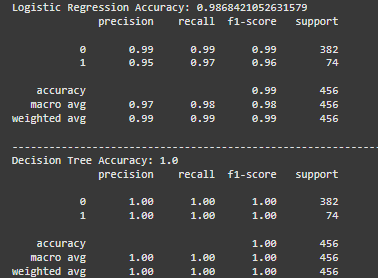 Logistic Regression Accuracy: 0.9868421052631579
precision recall f1-score support
0 0.99 0.99 0.99 382
1 0.95 0.97 0.96 74
accuracy 0.99 456
macro avg 0.97 0.98 0.98 456
weighted avg 0.99 0.99 0.99 456
------------------------------------------------------------
Decision Tree Accuracy: 1.0
precision recall f1-score support
0 1.00 1.00 1.00 382
1 1.00 1.00 1.00 74
accuracy 1.00 456
macro avg 1.00 1.00 1.00 456
weighted avg 1.00 1.00 1.00 456